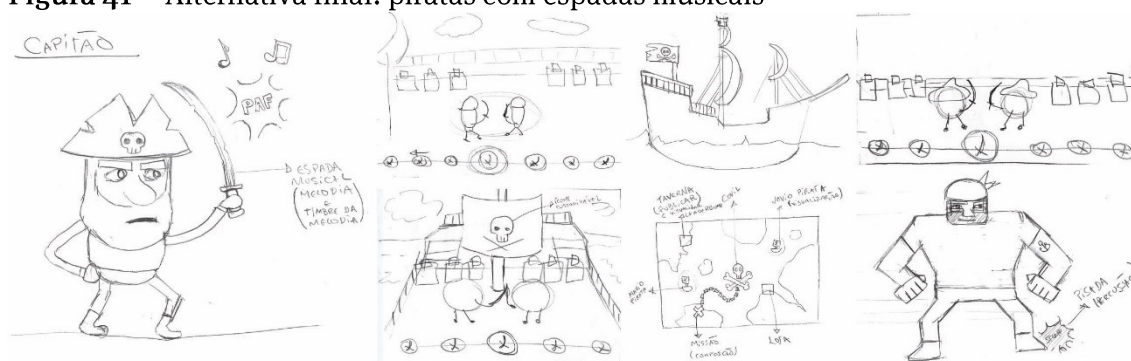 Figura 41 – Alternativa final: piratas com espadas musicais
CAPITÃO
PAF
ESPADA
MUSICAL
(MELODIA
E
TIMBRE DA
MELODIA)
TAVERNA
(PUBLICAR
NAVIO PIRATA
MISSÃO
(COMPOSIÇÃO)
LOJA
PISADA
PERCUSSÃO